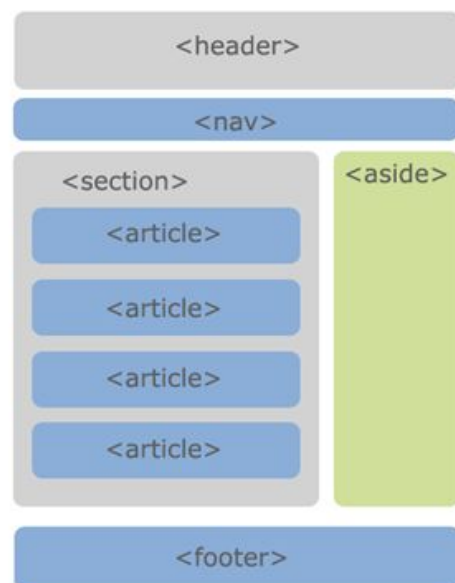 <header>
<nav>
<section>
<aside>
<article>
<article>
<article>
<article>
<footer>